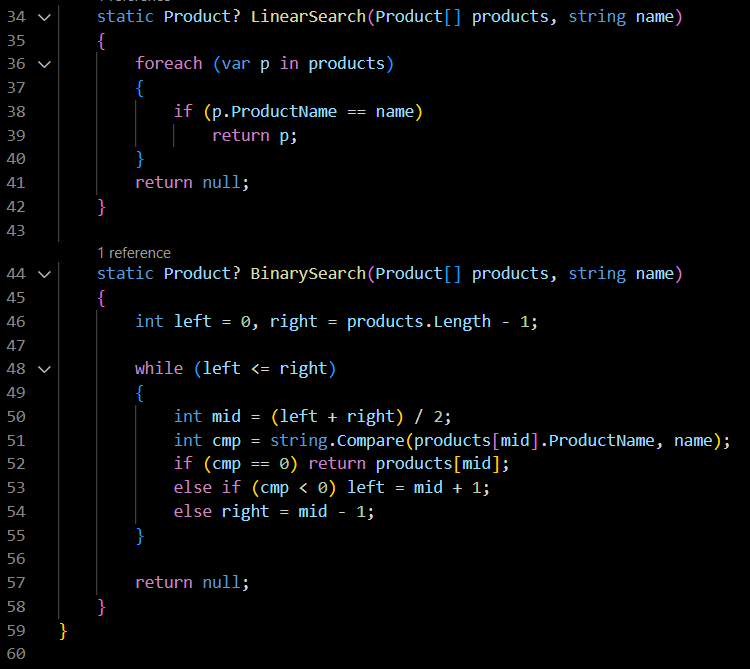 34 static Product? LinearSearch(Product[] products, string name)
35 {
36 foreach (var p in products)
37 {
38 if (p.ProductName == name)
39 return p;
40 }
41 return null;
42 }
43
1 reference
44 static Product? BinarySearch(Product[] products, string name)
45 {
46 int left = 0, right = products.Length - 1;
47
48 while (left <= right)
49 {
50 int mid = (left + right) / 2;
51 int cmp = string.Compare(products[mid].ProductName, name);
52 if (cmp == 0) return products[mid];
53 else if (cmp < 0) left = mid + 1;
54 else right = mid - 1;
55 }
56
57 return null;
58 }
59 }
60